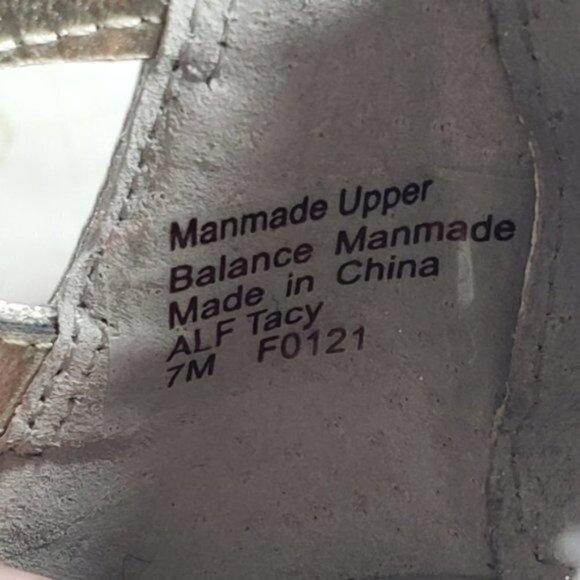 Manmade Upper
Balance Manmade
Made in China
ALF Tacy
7M F0121